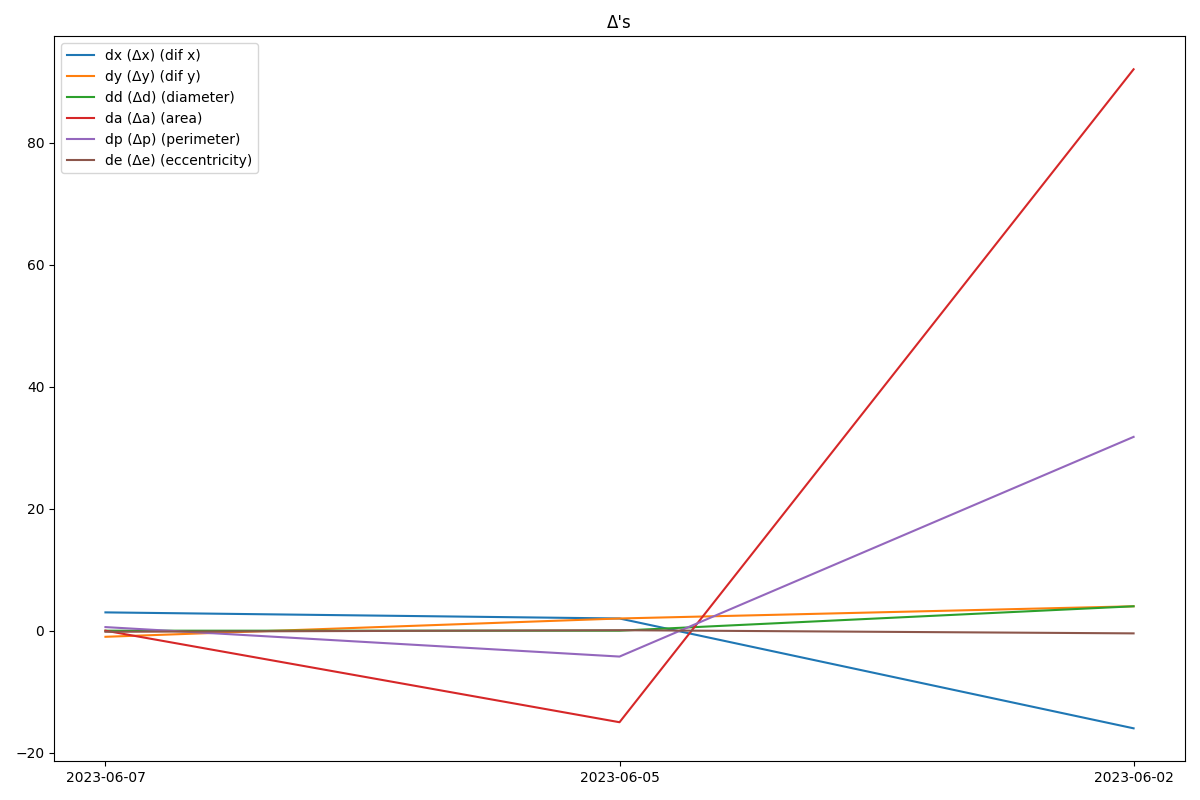 Δ's
dx (Δx) (dif x)
dy (Δy) (dif y)
dd (Δd) (diameter)
da (Δa) (area)
dp (Δp) (perimeter)
de (Δe) (eccentricity)
80
60
40
20
0
−20
2023-06-07 2023-06-05 2023-06-02